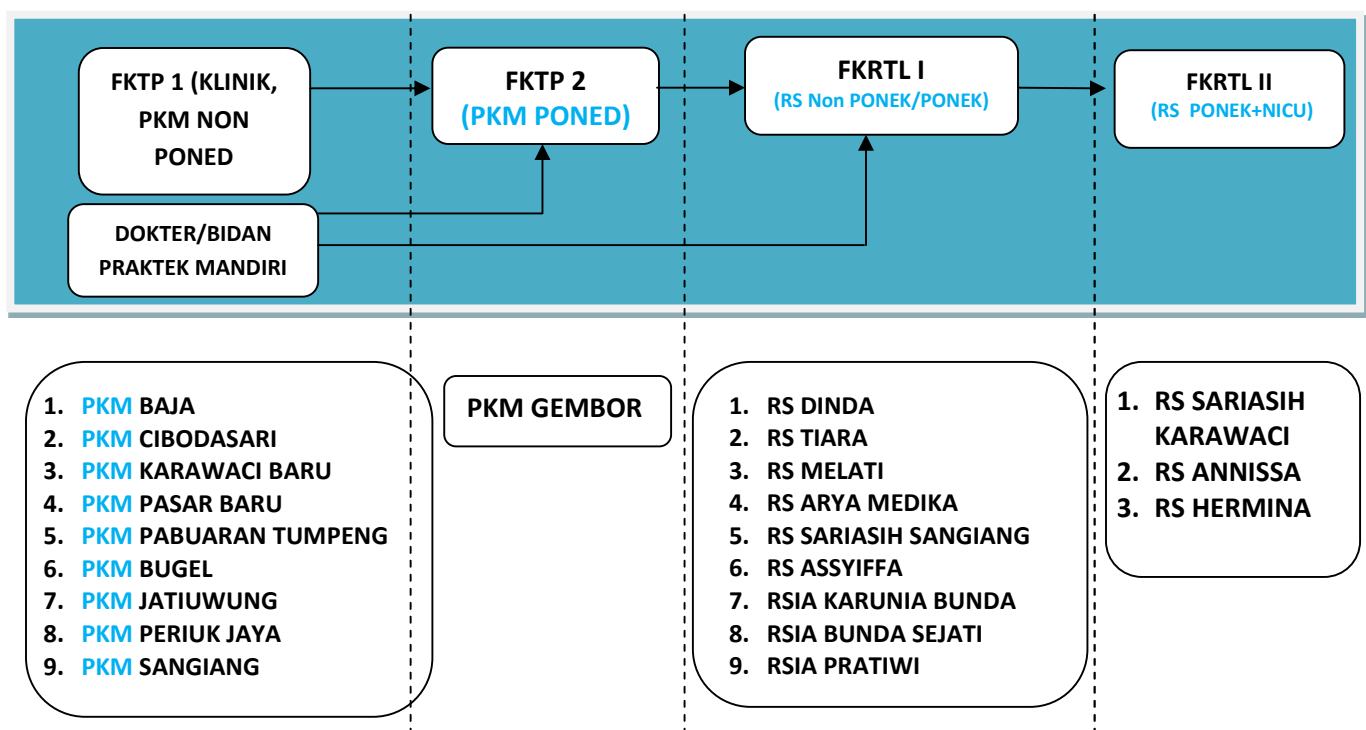 FKTP 1 (KLINIK,
PKM NON
PONED
FKTP 2
(PKM PONED)
FKRTL I
(RS Non PONEK/PONEK)
FKRTL II
(RS PONEK+NICU)
DOKTER/BIDAN
PRAKTEK MANDIRI
1. PKM BAJA
2. PKM CIBODASARI
3. PKM KARAWACI BARU
4. PKM PASAR BARU
5. PKM PABUARAN TUMPENG
6. PKM BUGEL
7. PKM JATIUWUNG
8. PKM PERIUK JAYA
9. PKM SANGIANG
PKM GEMBOR
1. RS DINDA
2. RS TIARA
3. RS MELATI
4. RS ARYA MEDIKA
5. RS SARIASIH SANGIANG
6. RS ASSYIFFA
7. RSIA KARUNIA BUNDA
8. RSIA BUNDA SEJATI
9. RSIA PRATIWI
1. RS SARIASIH
KARAWACI
2. RS ANNISSA
3. RS HERMINA